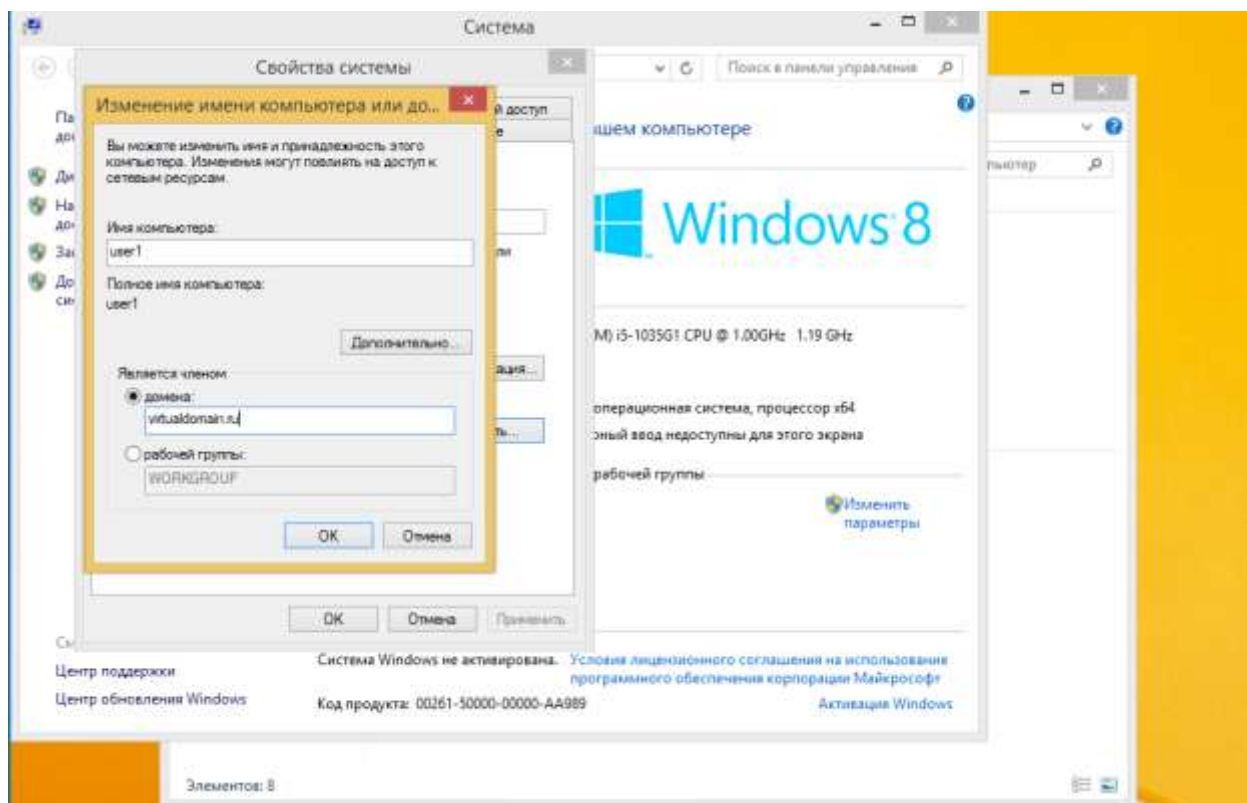 Система
Свойства системы
Поиск в панели управления
Изменение имени компьютера или до...
й доступ
Вы можете изменить имя и принадлежность этого
компьютера. Изменения могут повлиять на доступ к
сетевым ресурсам.
Имя компьютера:
user1
Полное имя компьютера:
user1
Дополнительно...
Является членом
домена:
virtualdomain.ru
рабочей группы:
WORKGROUP
OK
Отмена
ация...
ть...
OK
Отмена
Применить
шем компьютере
Windows 8
M) i5-1035G1 CPU @ 1.00GHz 1.19 GHz
операционная система, процессор x64
рный ввод недоступны для этого экрана
рабочей группы
Изменить
параметры
Система Windows не активирована. Условия лицензионного соглашения на использование
программного обеспечения корпорации Майкрософт
Код продукта: 00261-50000-00000-AA989
Активация Windows
Центр поддержки
Центр обновления Windows
Элементов: 8